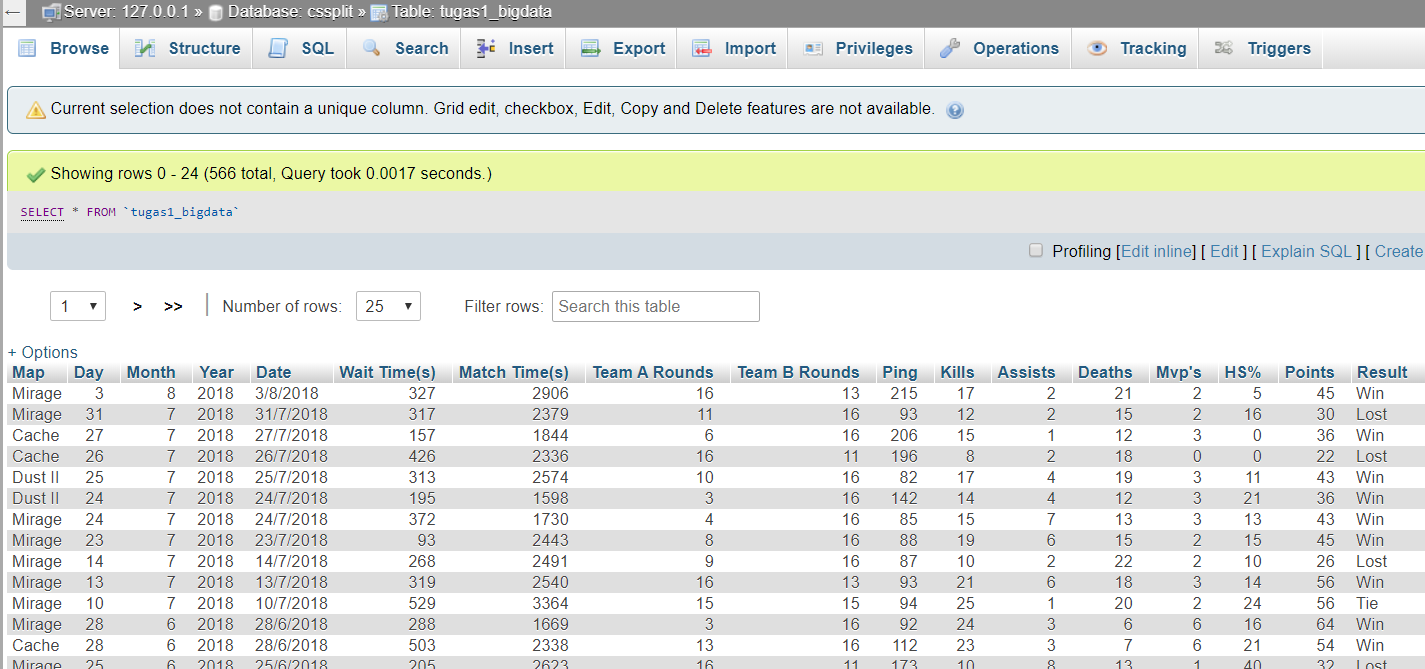 ← Server: 127.0.0.1 » Database: cssplit » Table: tugas1_bigdata
Browse Structure SQL Search Insert Export Import Privileges Operations Tracking Triggers
Current selection does not contain a unique column. Grid edit, checkbox, Edit, Copy and Delete features are not available.
Showing rows 0 - 24 (566 total, Query took 0.0017 seconds.)
SELECT * FROM `tugas1_bigdata`
Profiling [Edit inline] [ Edit ] [ Explain SQL ] [ Create
1 ▼ > >> | Number of rows: 25 ▼ Filter rows: Search this table
+ Options
Map Day Month Year Date Wait Time(s) Match Time(s) Team A Rounds Team B Rounds Ping Kills Assists Deaths Mvp's HS% Points Result
Mirage 3 8 2018 3/8/2018 327 2906 16 13 215 17 2 21 2 5 45 Win
Mirage 31 7 2018 31/7/2018 317 2379 11 16 93 12 2 15 2 16 30 Lost
Cache 27 7 2018 27/7/2018 157 1844 6 16 206 15 1 12 3 0 36 Win
Cache 26 7 2018 26/7/2018 426 2336 16 11 196 8 2 18 0 0 22 Lost
Dust II 25 7 2018 25/7/2018 313 2574 10 16 82 17 4 19 3 11 43 Win
Dust II 24 7 2018 24/7/2018 195 1598 3 16 142 14 4 12 3 21 36 Win
Mirage 24 7 2018 24/7/2018 372 1730 4 16 85 15 7 13 3 13 43 Win
Mirage 23 7 2018 23/7/2018 93 2443 8 16 88 19 6 15 2 15 45 Win
Mirage 14 7 2018 14/7/2018 268 2491 9 16 87 10 2 22 2 10 26 Lost
Mirage 13 7 2018 13/7/2018 319 2540 16 13 93 21 6 18 3 14 56 Win
Mirage 10 7 2018 10/7/2018 529 3364 15 15 94 25 1 20 2 24 56 Tie
Mirage 28 6 2018 28/6/2018 288 1669 3 16 92 24 3 6 6 16 64 Win
Cache 28 6 2018 28/6/2018 503 2338 13 16 112 23 3 7 6 21 54 Win
Mirage 25 6 2018 25/6/2018 205 2623 16 11 173 10 8 13 1 40 32 Lost